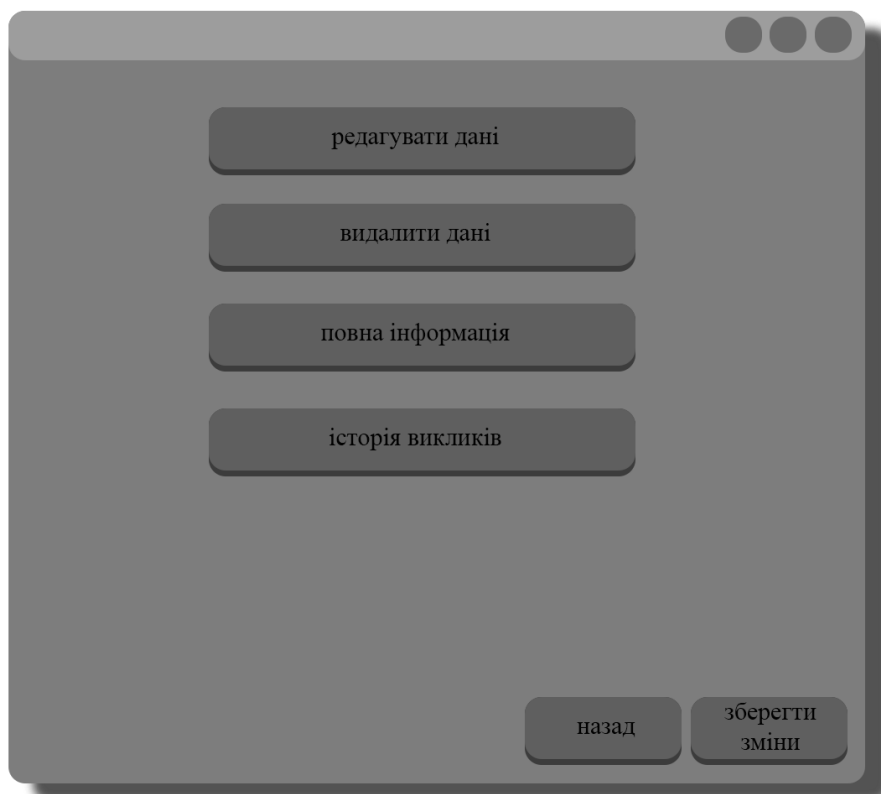 редагувати дані
видалити дані
повна інформація
історія викликів
назад
зберегти
зміни